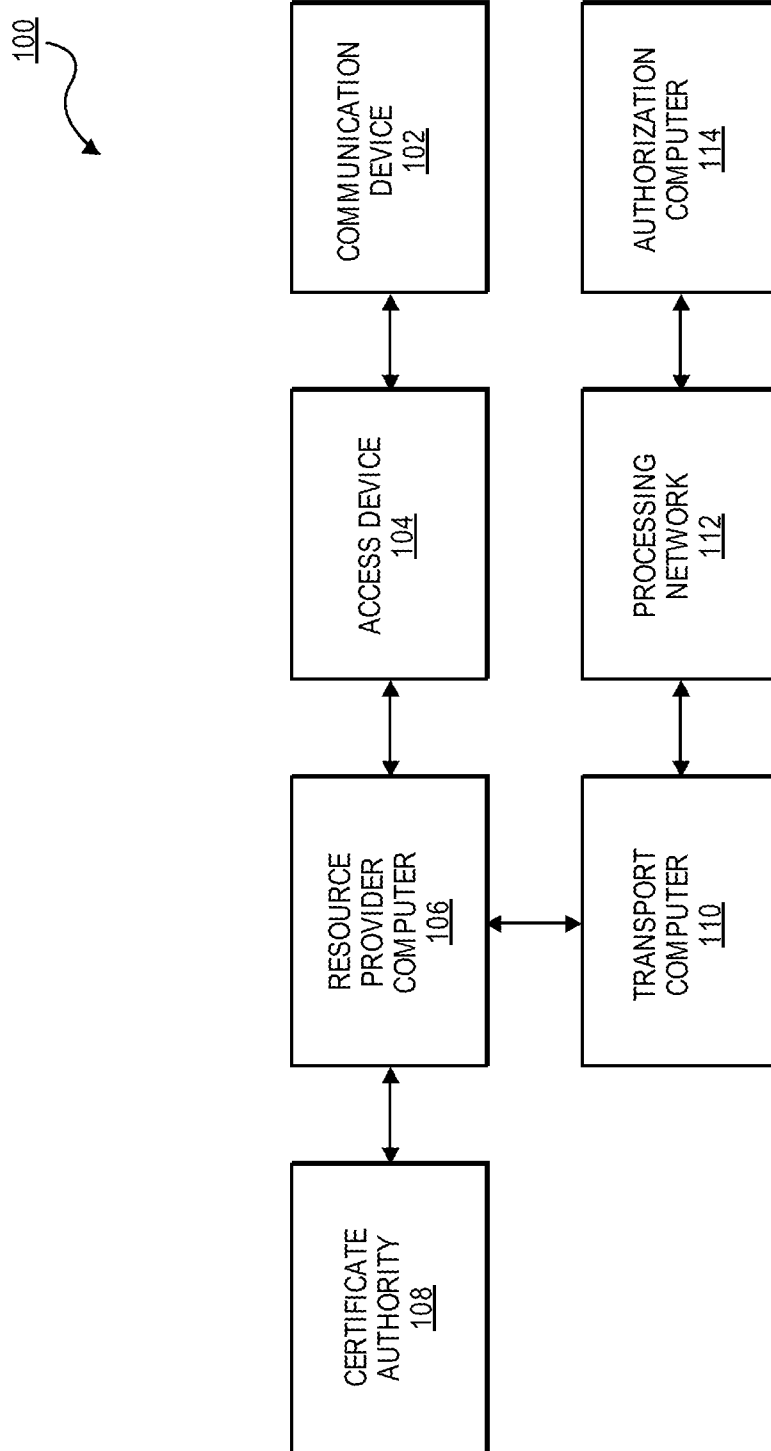 100
CERTIFICATE
AUTHORITY
108
RESOURCE
PROVIDER
COMPUTER
106
ACCESS DEVICE
104
COMMUNICATION
DEVICE
102
TRANSPORT
COMPUTER
110
PROCESSING
NETWORK
112
AUTHORIZATION
COMPUTER
114